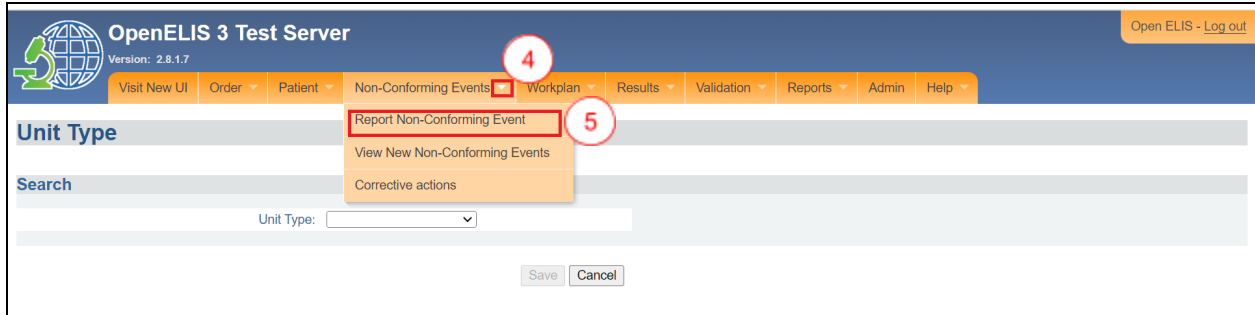 OpenELIS 3 Test Server
Open ELIS - Log out
Version: 2.8.1.7
4
Visit New UI Order Patient Non-Conforming Events Workplan Results Validation Reports Admin Help
Report Non-Conforming Event
5
Unit Type
View New Non-Conforming Events
Search
Corrective actions
Unit Type:
Save Cancel